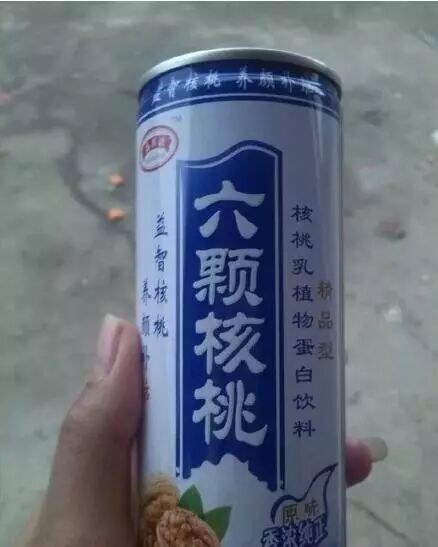 益智核桃 养颜补
TM
六颗核桃
益智核桃
养颜补
核桃乳植物蛋白饮料
精品型
原味
香浓纯正